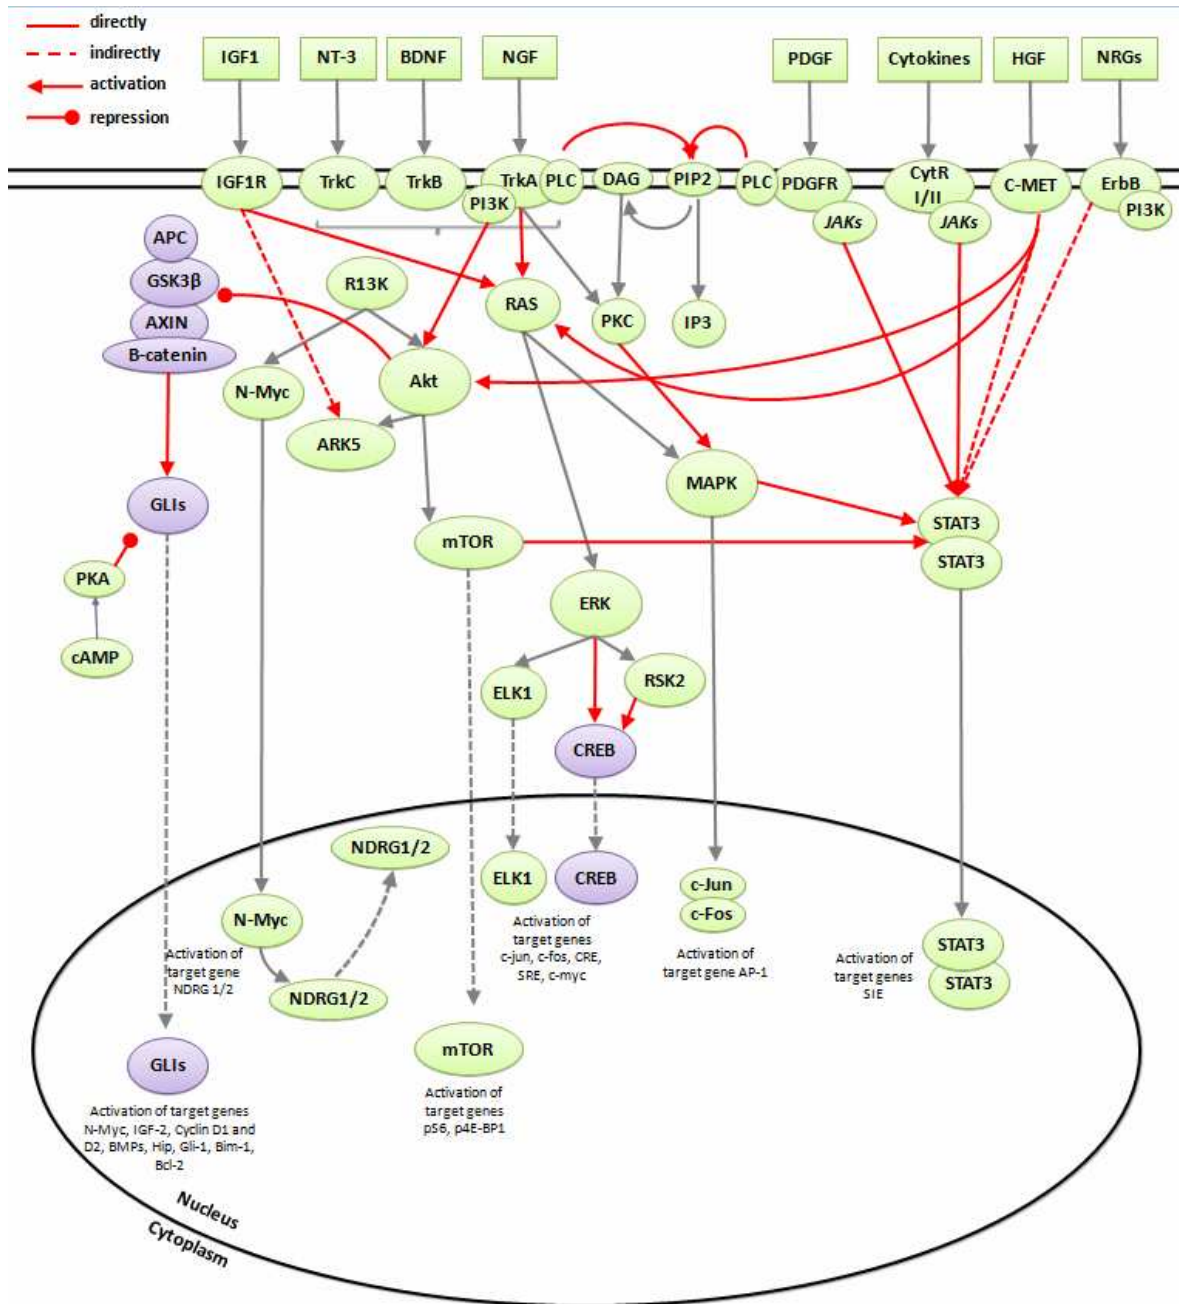 directly
indirectly
activation
repression
IGF1
NT-3
BDNF
NGF
PDGF
Cytokines
HGF
NRGs
IGF1R
TrkC
TrkB
TrkA
PLC
DAG
PIP2
PLC
PDGFR
CytR
I/II
C-MET
ErbB
PI3K
JAKs
JAKs
PI3K
APC
GSK3β
AXIN
B-catenin
R13K
RAS
PKC
IP3
N-Myc
Akt
ARK5
MAPK
GLIs
mTOR
STAT3
STAT3
PKA
cAMP
ERK
ELK1
RSK2
CREB
NDRG1/2
ELK1
CREB
c-Jun
c-Fos
N-Myc
Activation of
target gene
NDRG 1/2
NDRG1/2
Activation of
target genes
c-jun, c-fos, CRE,
SRE, c-myc
Activation of
target gene AP-1
Activation of
target genes
SIE
STAT3
STAT3
GLIs
Activation of target genes
N-Myc, IGF-2, Cyclin D1 and
D2, BMPs, Hip, Gli-1, Bim-1,
Bcl-2
mTOR
Activation of
target genes
pS6, p4E-BP1
Nucleus
Cytoplasm